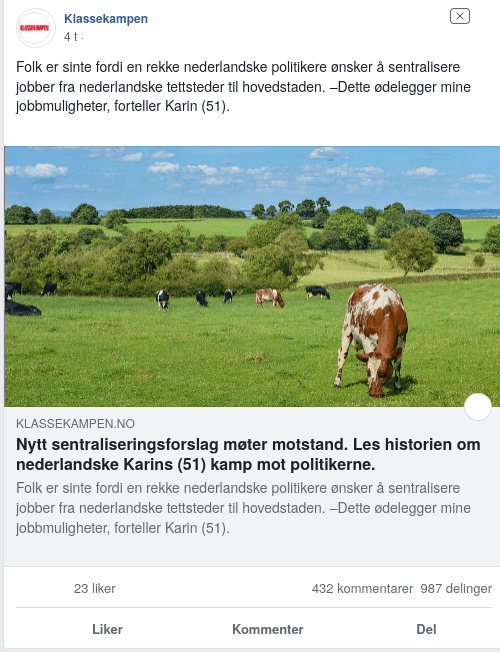 KLASSEKAMPEN
Klassekampen
4 t ·
Folk er sinte fordi en rekke nederlandske politikere ønsker å sentralisere
jobber fra nederlandske tettsteder til hovedstaden. –Dette ødelegger mine
jobbmuligheter, forteller Karin (51).
KLASSEKAMPEN.NO
Nytt sentraliseringsforslag møter motstand. Les historien om
nederlandske Karins (51) kamp mot politikerne.
Folk er sinte fordi en rekke nederlandske politikere ønsker å sentralisere
jobber fra nederlandske tettsteder til hovedstaden. –Dette ødelegger mine
jobbmuligheter, forteller Karin (51).
23 liker 432 kommentarer 987 delinger
Liker Kommenter Del